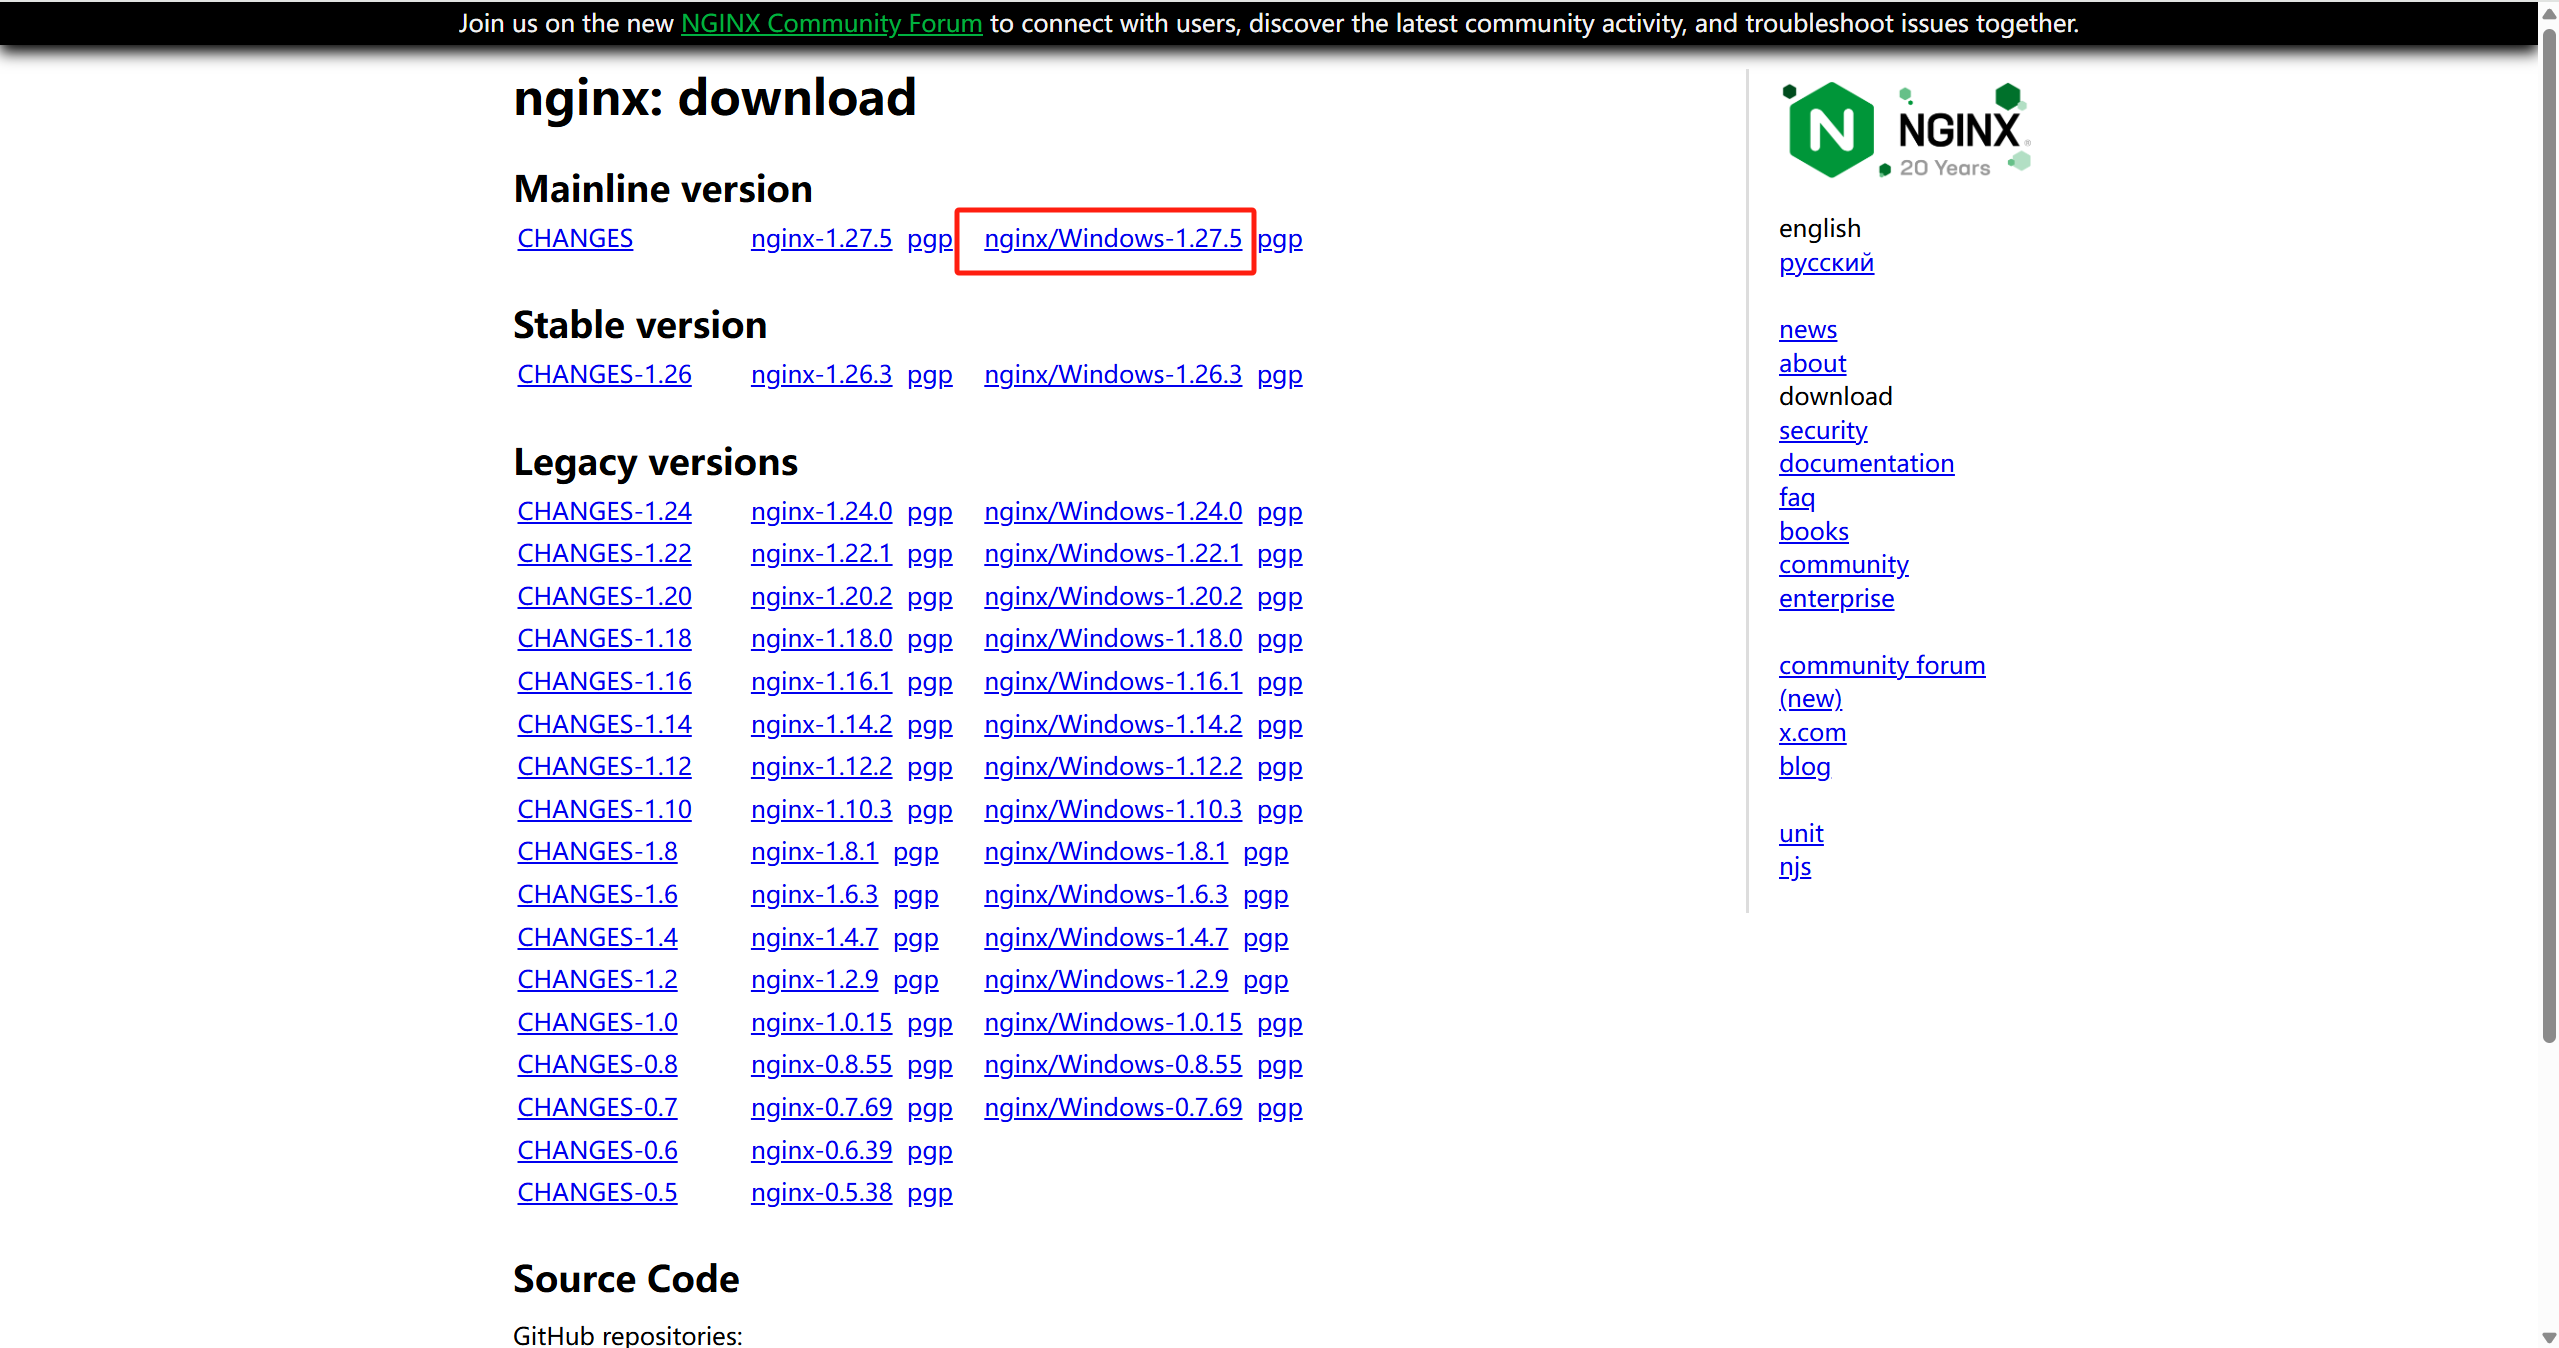 Join us on the new NGINX Community Forum to connect with users, discover the latest community activity, and troubleshoot issues together.
nginx: download
Mainline version
CHANGES nginx-1.27.5 pgp nginx/Windows-1.27.5 pgp
Stable version
CHANGES-1.26 nginx-1.26.3 pgp nginx/Windows-1.26.3 pgp
Legacy versions
CHANGES-1.24 nginx-1.24.0 pgp nginx/Windows-1.24.0 pgp
CHANGES-1.22 nginx-1.22.1 pgp nginx/Windows-1.22.1 pgp
CHANGES-1.20 nginx-1.20.2 pgp nginx/Windows-1.20.2 pgp
CHANGES-1.18 nginx-1.18.0 pgp nginx/Windows-1.18.0 pgp
CHANGES-1.16 nginx-1.16.1 pgp nginx/Windows-1.16.1 pgp
CHANGES-1.14 nginx-1.14.2 pgp nginx/Windows-1.14.2 pgp
CHANGES-1.12 nginx-1.12.2 pgp nginx/Windows-1.12.2 pgp
CHANGES-1.10 nginx-1.10.3 pgp nginx/Windows-1.10.3 pgp
CHANGES-1.8 nginx-1.8.1 pgp nginx/Windows-1.8.1 pgp
CHANGES-1.6 nginx-1.6.3 pgp nginx/Windows-1.6.3 pgp
CHANGES-1.4 nginx-1.4.7 pgp nginx/Windows-1.4.7 pgp
CHANGES-1.2 nginx-1.2.9 pgp nginx/Windows-1.2.9 pgp
CHANGES-1.0 nginx-1.0.15 pgp nginx/Windows-1.0.15 pgp
CHANGES-0.8 nginx-0.8.55 pgp nginx/Windows-0.8.55 pgp
CHANGES-0.7 nginx-0.7.69 pgp nginx/Windows-0.7.69 pgp
CHANGES-0.6 nginx-0.6.39 pgp
CHANGES-0.5 nginx-0.5.38 pgp
Source Code
GitHub repositories:
N NGINX®
20 Years
english
русский
news
about
download
security
documentation
faq
books
community
enterprise
community forum
(new)
x.com
blog
unit
njs